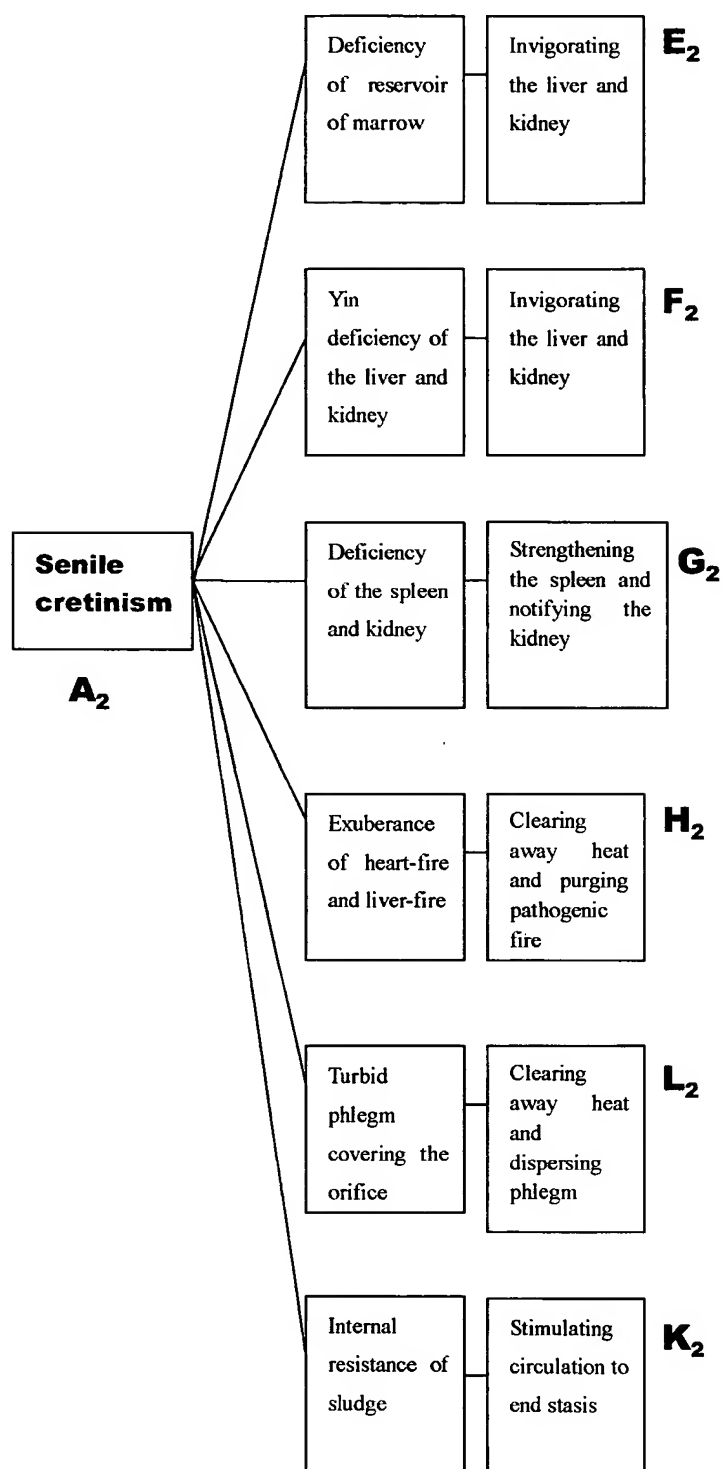 Deficiency
of reservoir
of marrow
Invigorating
the liver and
kidney
E₂
Yin
deficiency of
the liver and
kidney
Invigorating
the liver and
kidney
F₂
Senile
cretinism
A₂
Deficiency
of the spleen
and kidney
Strengthening
the spleen and
notifying the
kidney
G₂
Exuberance
of heart-fire
and liver-fire
Clearing
away heat
and purging
pathogenic
fire
H₂
Turbid
phlegm
covering the
orifice
Clearing
away heat
and
dispersing
phlegm
L₂
Internal
resistance of
sludge
Stimulating
circulation to
end stasis
K₂